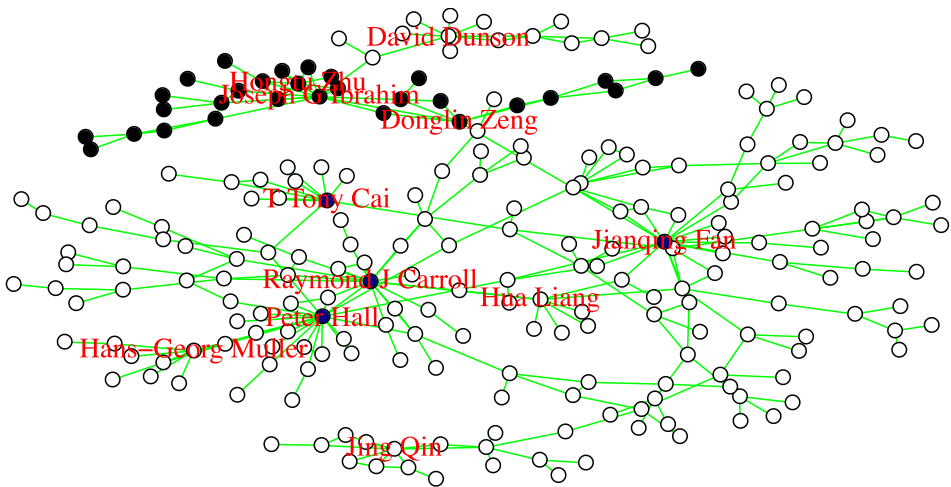 David Dunson
Hongtu Zhu
Joseph G Ibrahim
Donglin Zeng
T Tony Cai
Jianqing Fan
Raymond J Carroll
Hua Liang
Peter Hall
Hans−Georg Muller
Jing Qin